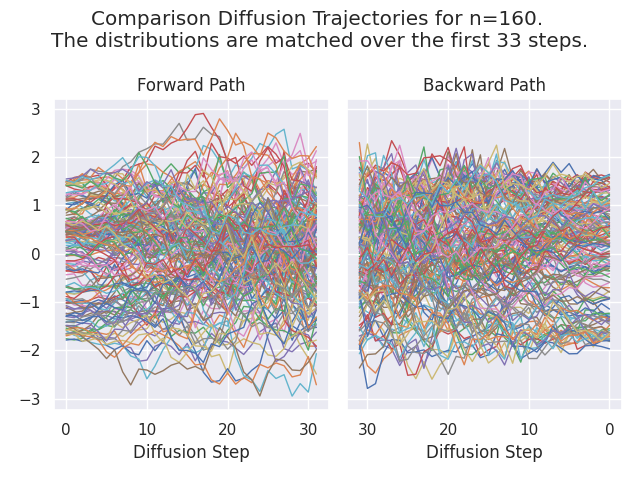 Comparison Diffusion Trajectories for n=160.
The distributions are matched over the first 33 steps.
Forward Path
Backward Path
3
2
1
0
−1
−2
−3
0 10 20 30
30 20 10 0
Diffusion Step
Diffusion Step